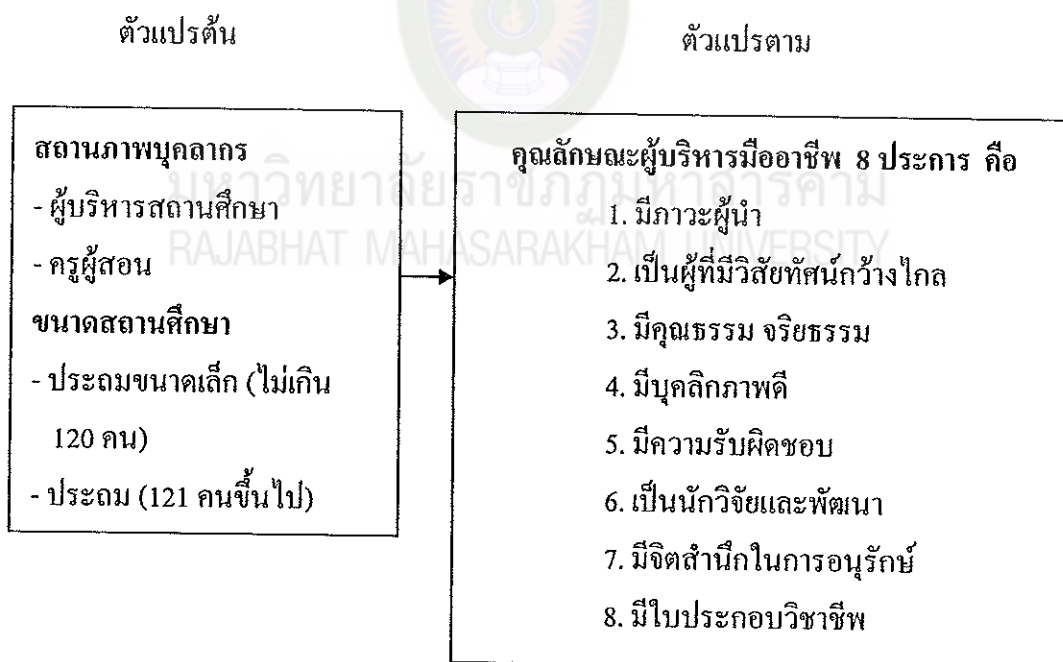 ตัวแปรต้น
ตัวแปรตาม
สถานภาพบุคลากร
- ผู้บริหารสถานศึกษา
- ครูผู้สอน
ขนาดสถานศึกษา
- ประถมขนาดเล็ก (ไม่เกิน
120 คน)
- ประถม (121 คนขึ้นไป)
คุณลักษณะผู้บริหารมืออาชีพ 8 ประการ คือ
1. มีภาวะผู้นำ
2. เป็นผู้ที่มีวิสัยทัศน์กว้างไกล
3. มีคุณธรรม จริยธรรม
4. มีบุคลิกภาพดี
5. มีความรับผิดชอบ
6. เป็นนักวิจัยและพัฒนา
7. มีจิตสำนึกในการอนุรักษ์
8. มีใบประกอบวิชาชีพ
มหาวิทยาลัยราชภัฏมหาสารคาม
RAJABHAT MAHASARAKHAM UNIVERSITY